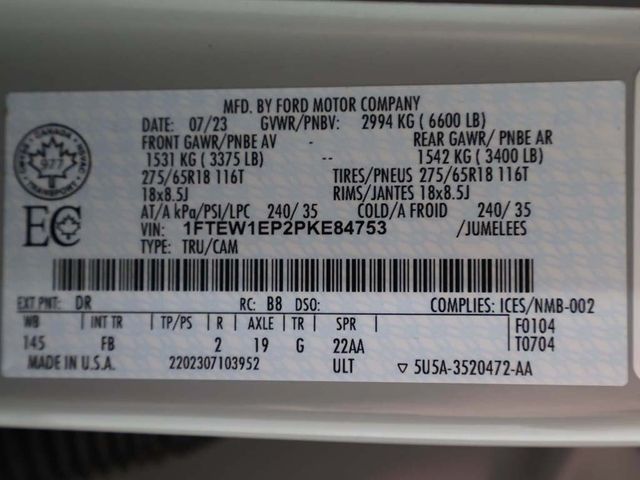 MFD. BY FORD MOTOR COMPANY
DATE: 07/23 GVWR/PNBV: 2994 KG ( 6600 LB)
FRONT GAWR/PNBE AV REAR GAWR/ PNBE AR
1531 KG ( 3375 LB) -- 1542 KG ( 3400 LB)
275/65R18 116T TIRES/PNEUS 275/65R18 116T
18x8.5J RIMS/JANTES 18x8.5J
AT/A kPa/PSI/LPC 240/ 35 COLD/A FROID 240/ 35
VIN: 1FTEW1EP2PKE84753 /JUMELEES
TYPE: TRU/CAM
CANADA
977
TRANSPORT
EC
EXT PNT: DR RC: B8 DSO: COMPLIES: ICES/NMB-002
WB INT TR TP/PS R AXLE TR SPR F0104
145 FB 2 19 G 22AA T0704
MADE IN U.S.A. 2202307103952 ULT ▽ 5U5A-3520472-AA